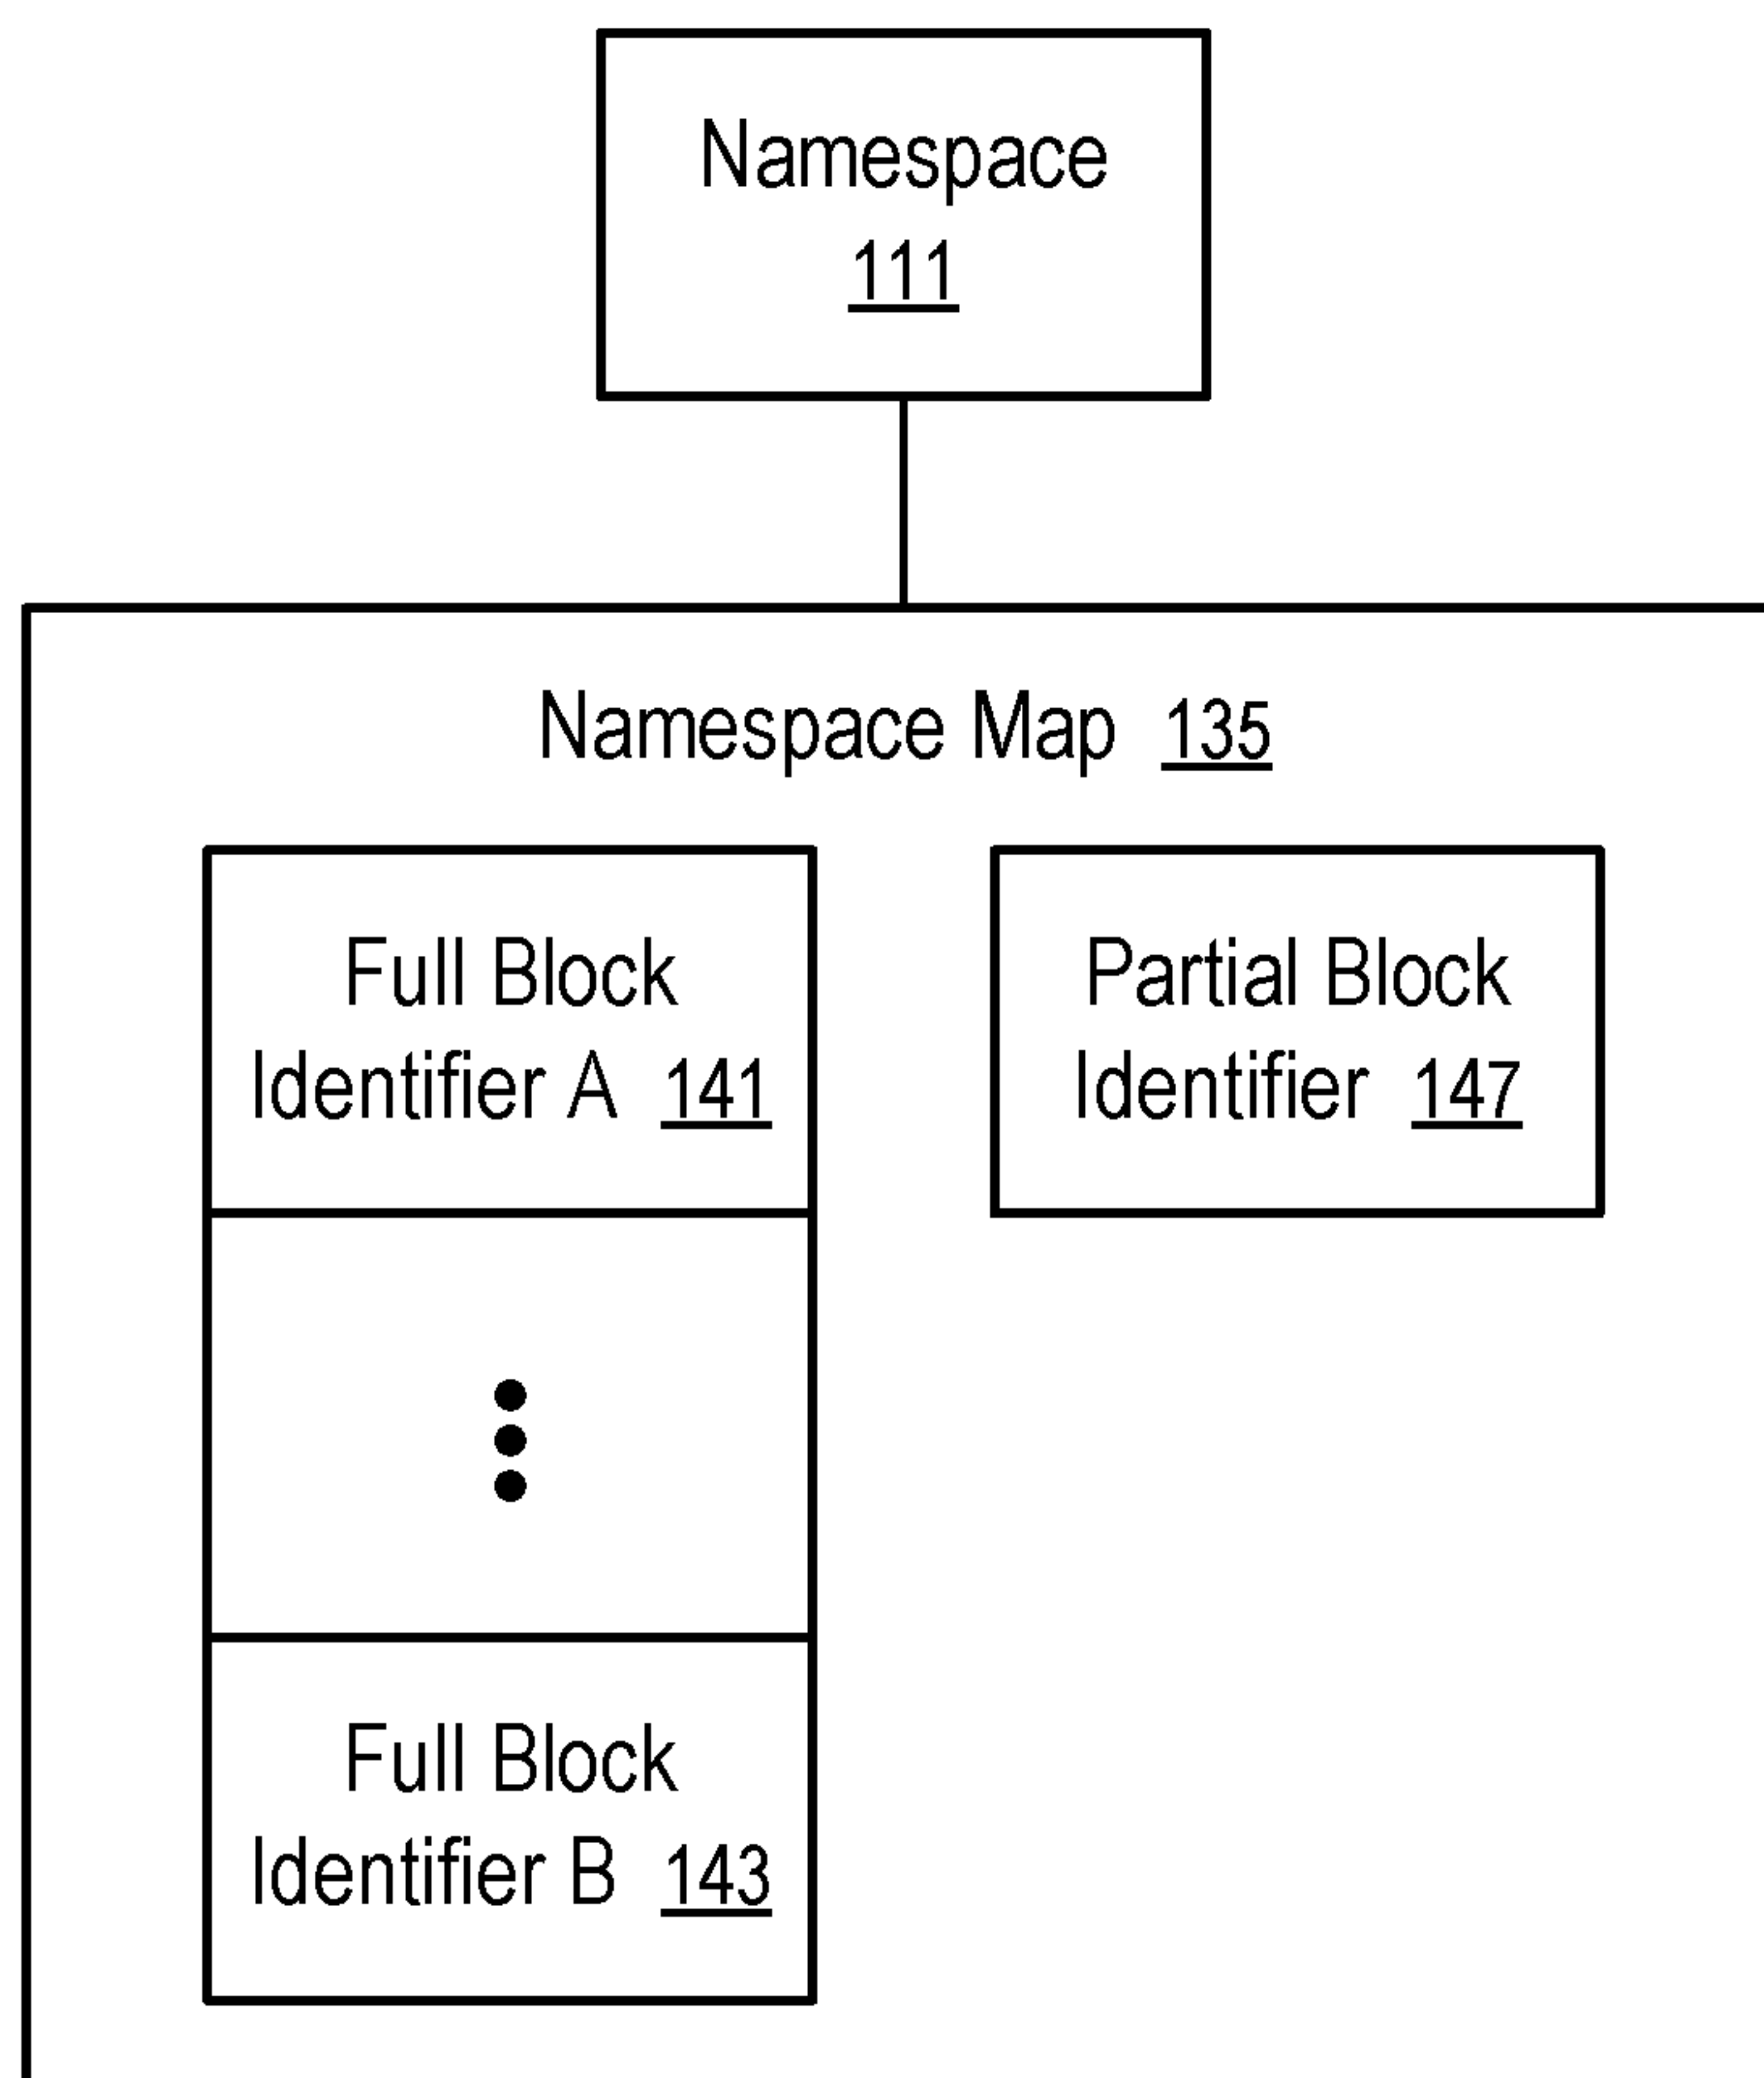 Namespace
111
Namespace Map 135
Full Block
Identifier A 141
Partial Block
Identifier 147
Full Block
Identifier B 143